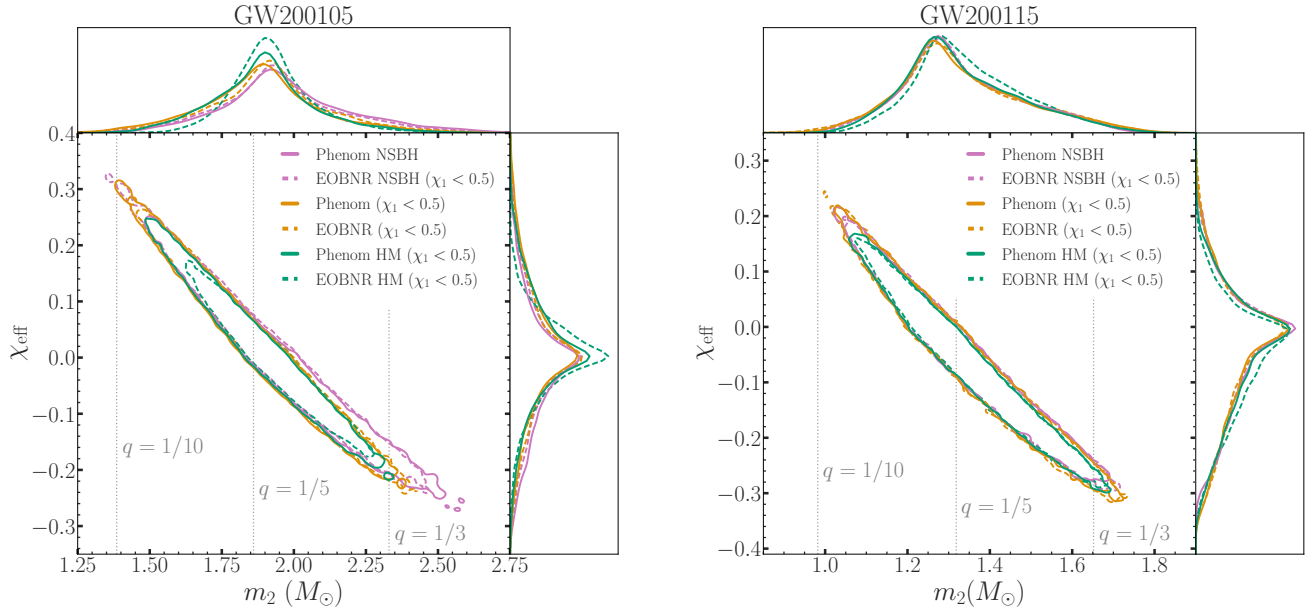 GW200105
0.4
0.3
0.2
0.1
0.0
−0.1
−0.2
−0.3
χeff
Phenom NSBH
EOBNR NSBH (χ1 < 0.5)
Phenom (χ1 < 0.5)
EOBNR (χ1 < 0.5)
Phenom HM (χ1 < 0.5)
EOBNR HM (χ1 < 0.5)
q = 1/10
q = 1/5
q = 1/3
1.25 1.50 1.75 2.00 2.25 2.50 2.75
m2 (M⊙)
GW200115
0.3
0.2
0.1
0.0
−0.1
−0.2
−0.3
−0.4
χeff
Phenom NSBH
EOBNR NSBH (χ1 < 0.5)
Phenom (χ1 < 0.5)
EOBNR (χ1 < 0.5)
Phenom HM (χ1 < 0.5)
EOBNR HM (χ1 < 0.5)
q = 1/10
q = 1/5
q = 1/3
1.0 1.2 1.4 1.6 1.8
m2(M⊙)